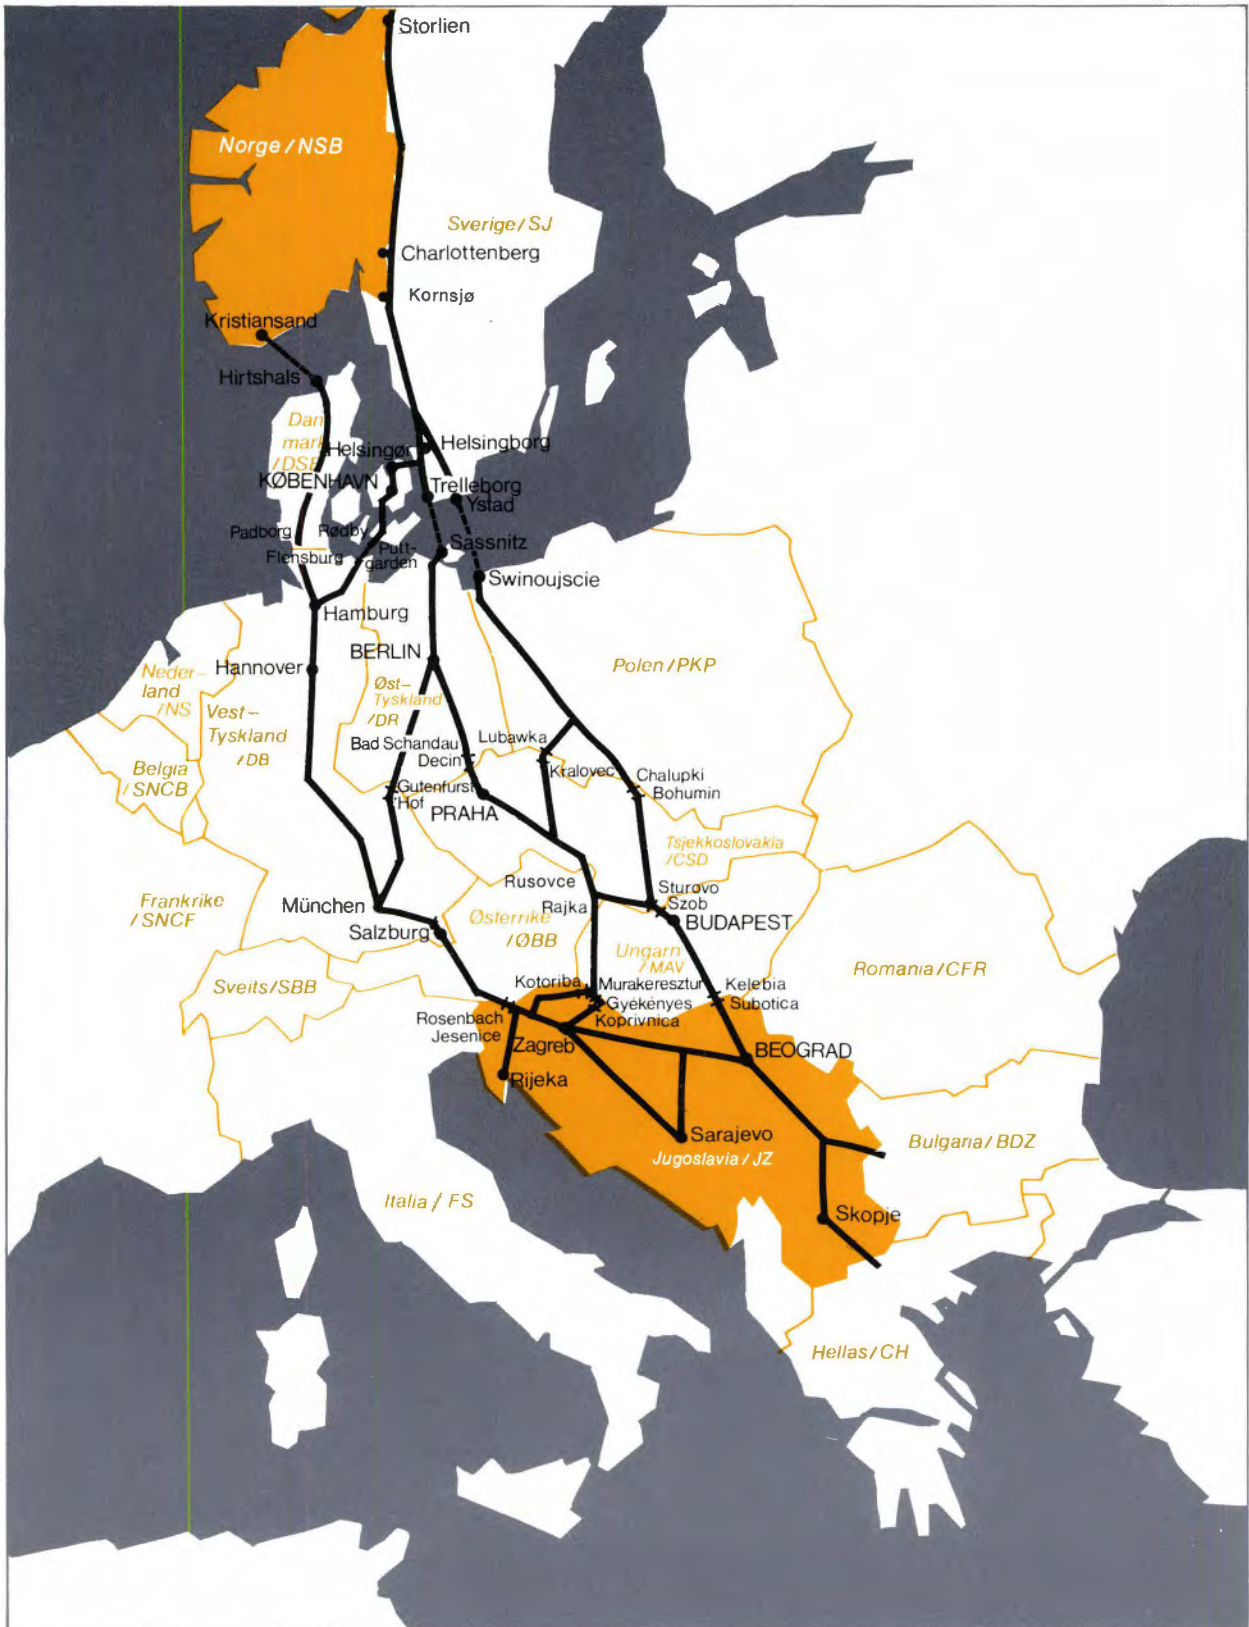 Storlien
Norge / NSB
Sverige / SJ
Charlottenberg
Kornsjø
Kristiansand
Hirtshals
Dan
mark
/DSB
Helsingør
Helsingborg
KØBENHAVN
Trelleborg
Ystad
Padborg
Rødby
Flensburg
Putt-
garden
Sassnitz
Swinoujscie
Hamburg
BERLIN
Polen / PKP
Hannover
Neder-
land
/NS
Vest-
Tyskland
/DB
Øst-
Tyskland
/DR
Belgia
/ SNCB
Bad Schandau
Decin
Lubawka
Kralovec
Chalupki
Bohumin
Gutenfurst
Hof
PRAHA
Tsjekkoslovakia
/CSD
Rusovce
Rajka
Sturovo
Szob
BUDAPEST
Frankrike
/ SNCF
München
Salzburg
Østerrike
/ØBB
Ungarn
/ MAV
Romania / CFR
Sveits / SBB
Kotoriba
Murakeresztur
Gyékényes
Koprivnica
Kelebia
Subotica
Rosenbach
Jesenice
Zagreb
BEOGRAD
Rijeka
Sarajevo
Jugoslavia / JZ
Bulgaria / BDZ
Italia / FS
Skopje
Hellas / CH